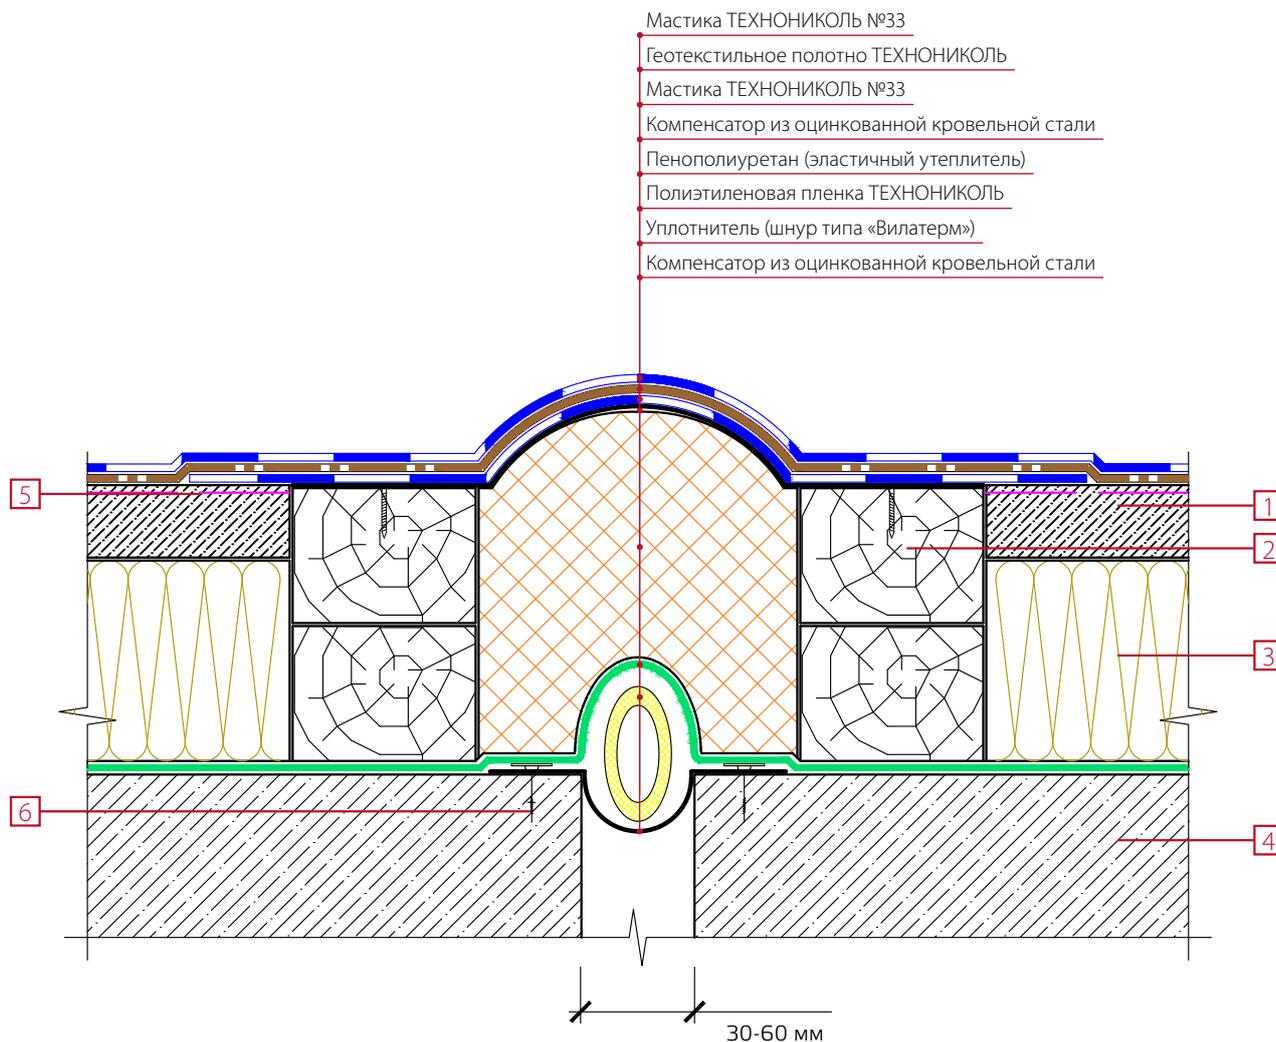 Мастика ТЕХНОНИКОЛЬ №33
Геотекстильное полотно ТЕХНОНИКОЛЬ
Мастика ТЕХНОНИКОЛЬ №33
Компенсатор из оцинкованной кровельной стали
Пенополиуретан (эластичный утеплитель)
Полиэтиленовая пленка ТЕХНОНИКОЛЬ
Уплотнитель (шнур типа «Вилатерм»)
Компенсатор из оцинкованной кровельной стали
5
1
2
3
6
4
30-60 мм